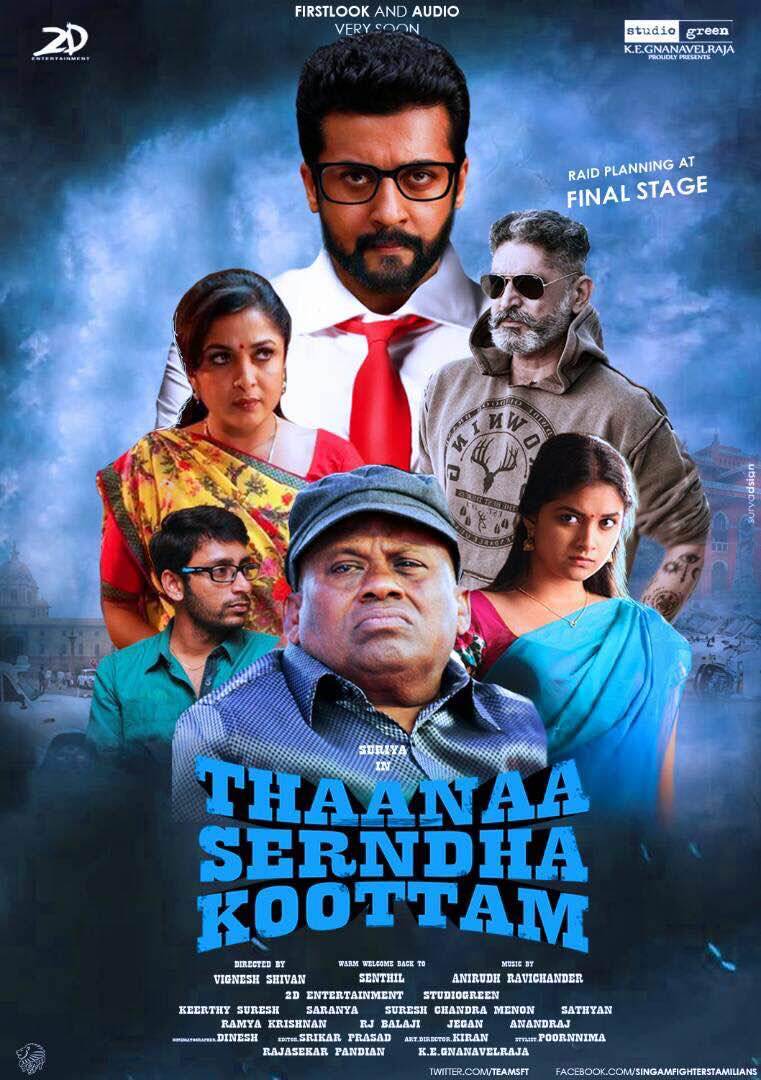 FIRSTLOOK AND AUDIO
VERY SOON
2D
ENTERTAINMENT
studio green
K.E.GNANAVELRAJA
PROUDLY PRESENTS
RAID PLANNING AT
FINAL STAGE
suryadsign
SURIYA
IN
THAANAA
SERNDHA
KOOTTAM
DIRECTED BY WARM WELCOME BACK TO MUSIC BY
VIGNESH SHIVAN SENTHIL ANIRUDH RAVICHANDER
2D ENTERTAINMENT STUDIOGREEN
KEERTHY SURESH SARANYA SURESH CHANDRA MENON SATHYAN
RAMYA KRISHNAN RJ BALAJI JEGAN ANANDRAJ
DINESH EDITOR.SRIKAR PRASAD ART.DIRECTOR.KIRAN STYLIST.POORNNIMA
RAJASEKAR PANDIAN K.E.GNANAVELRAJA
TWITTER.COM/TEAMSFT FACEBOOK.COM/SINGAMFIGHTERSTAMILIANS